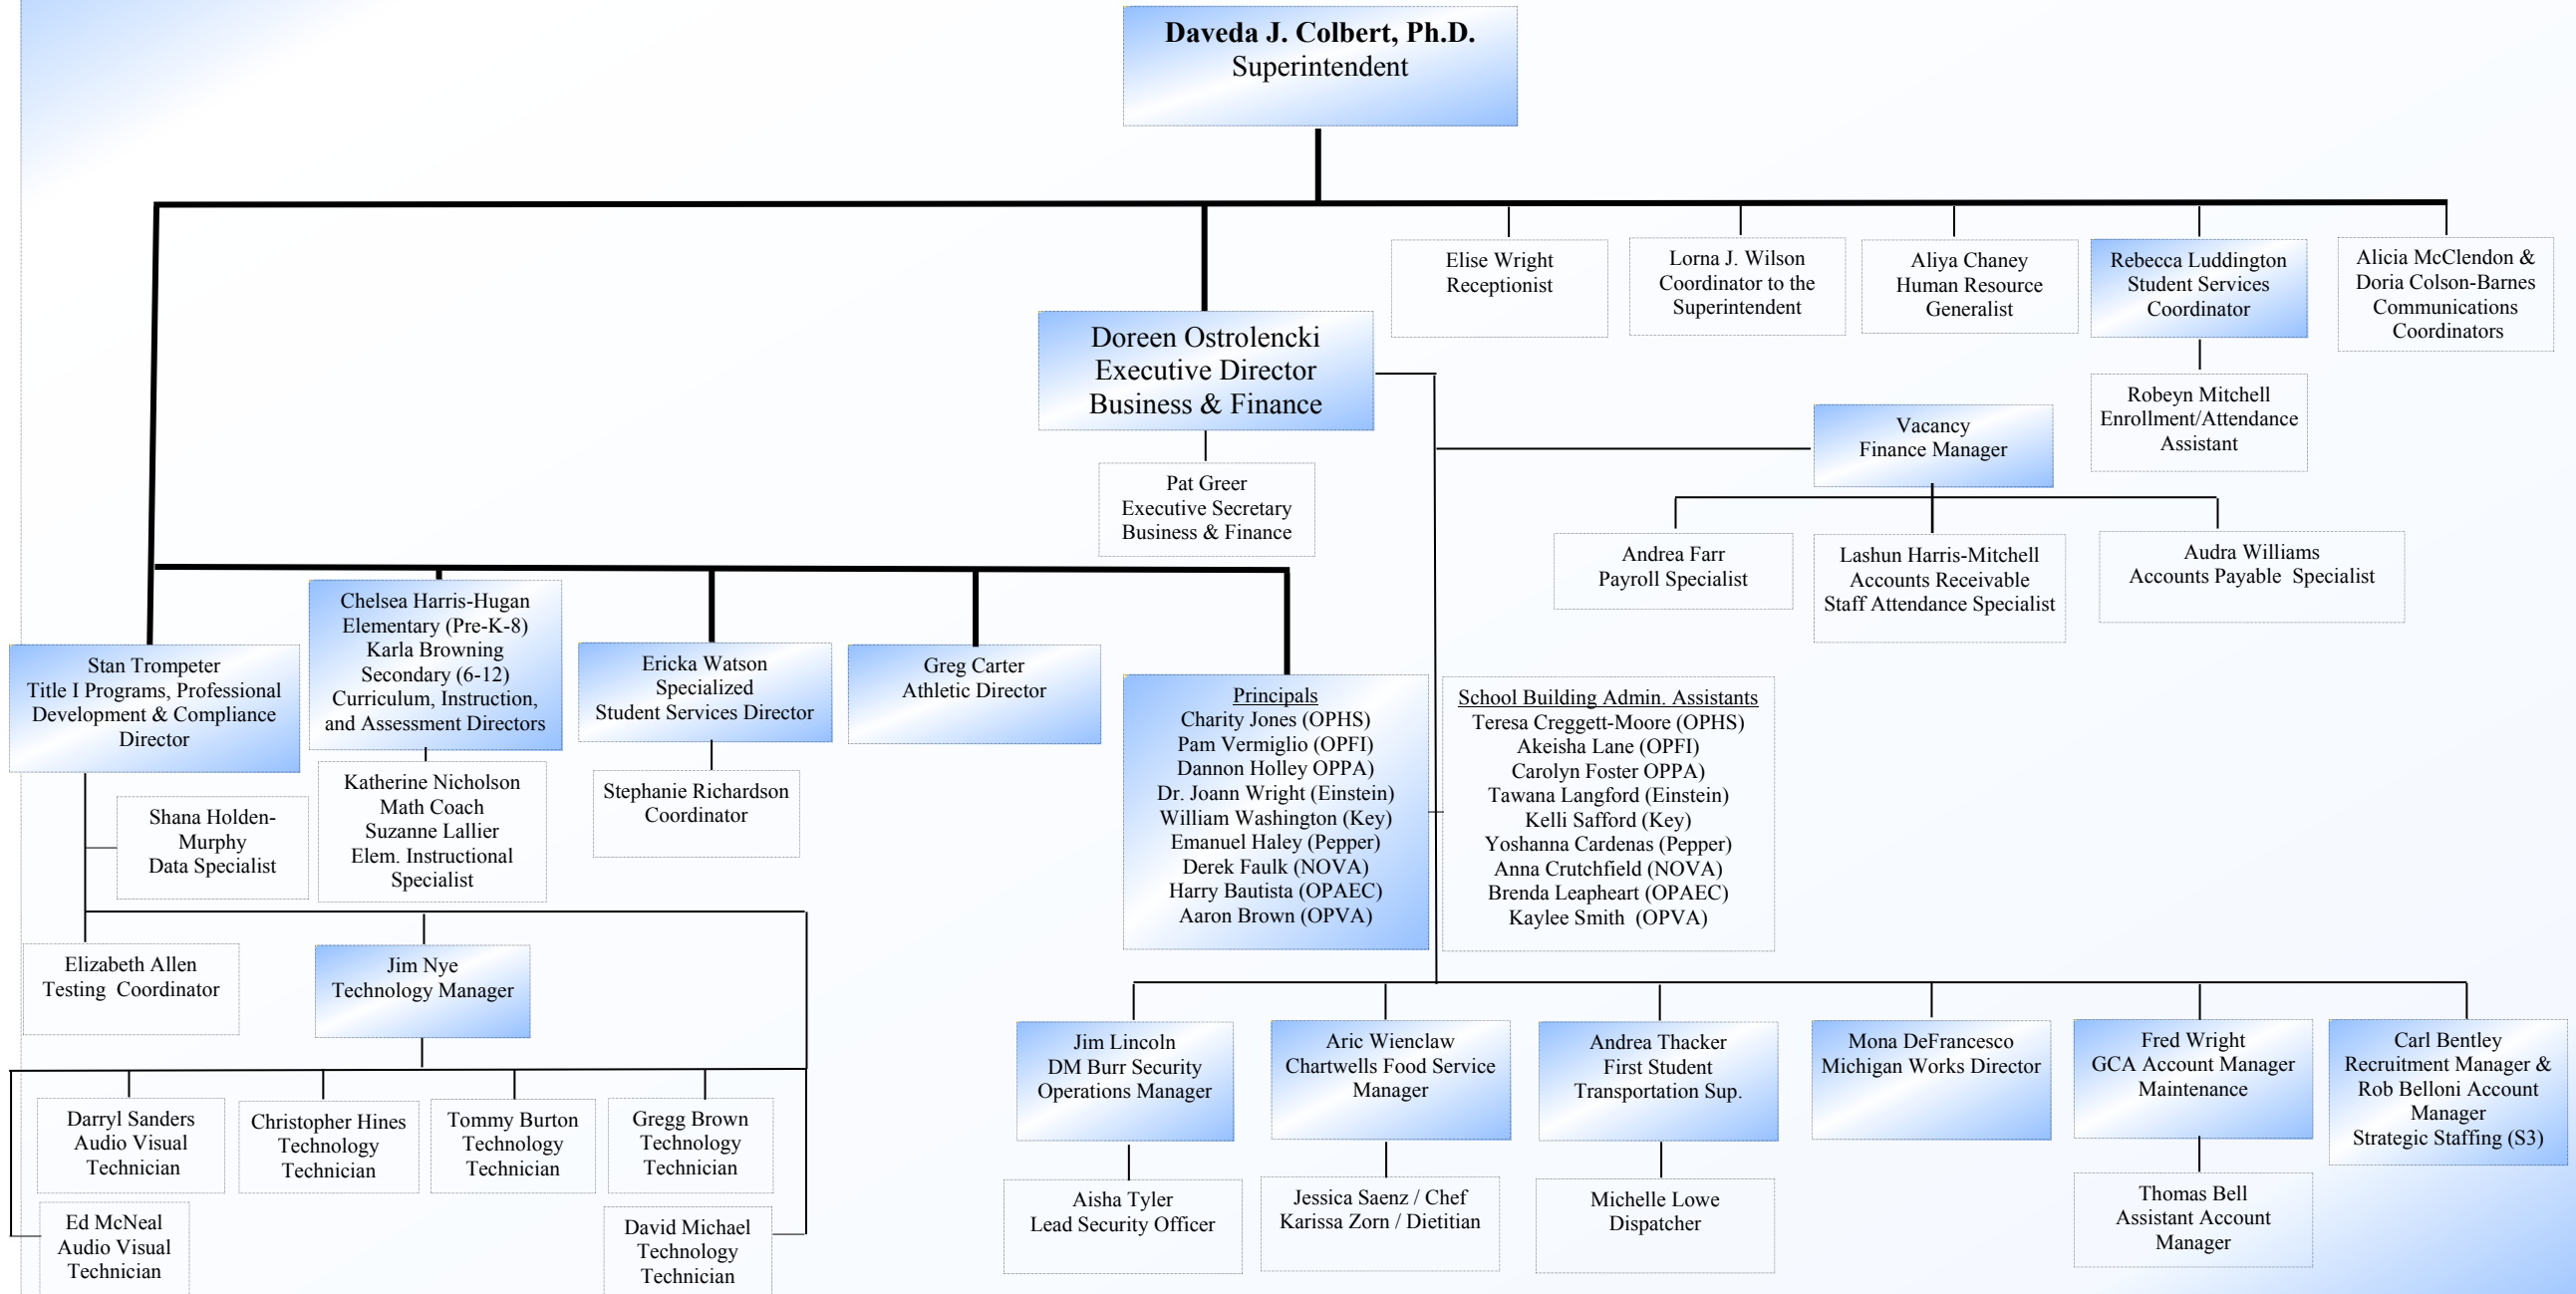 Daveda J. Colbert, Ph.D.
Superintendent
Elise Wright
Receptionist
Lorna J. Wilson
Coordinator to the
Superintendent
Aliya Chaney
Human Resource
Generalist
Rebecca Luddington
Student Services
Coordinator
Alicia McClendon &
Doria Colson-Barnes
Communications
Coordinators
Robeyn Mitchell
Enrollment/Attendance
Assistant
Doreen Ostrolencki
Executive Director
Business & Finance
Pat Greer
Executive Secretary
Business & Finance
Vacancy
Finance Manager
Andrea Farr
Payroll Specialist
Lashun Harris-Mitchell
Accounts Receivable
Staff Attendance Specialist
Audra Williams
Accounts Payable  Specialist
Stan Trompeter
Title I Programs, Professional
Development & Compliance
Director
Chelsea Harris-Hugan
Elementary (Pre-K-8)
Karla Browning
Secondary (6-12)
Curriculum, Instruction,
and Assessment Directors
Ericka Watson
Specialized
Student Services Director
Greg Carter
Athletic Director
Principals
Charity Jones (OPHS)
Pam Vermiglio (OPFI)
Dannon Holley OPPA)
Dr. Joann Wright (Einstein)
William Washington (Key)
Emanuel Haley (Pepper)
Derek Faulk (NOVA)
Harry Bautista (OPAEC)
Aaron Brown (OPVA)
School Building Admin. Assistants
Teresa Creggett-Moore (OPHS)
Akeisha Lane (OPFI)
Carolyn Foster OPPA)
Tawana Langford (Einstein)
Kelli Safford (Key)
Yoshanna Cardenas (Pepper)
Anna Crutchfield (NOVA)
Brenda Leapheart (OPAEC)
Kaylee Smith  (OPVA)
Shana Holden-
Murphy
Data Specialist
Katherine Nicholson
Math Coach
Suzanne Lallier
Elem. Instructional
Specialist
Stephanie Richardson
Coordinator
Elizabeth Allen
Testing  Coordinator
Jim Nye
Technology Manager
Darryl Sanders
Audio Visual
Technician
Christopher Hines
Technology
Technician
Tommy Burton
Technology
Technician
Gregg Brown
Technology
Technician
Ed McNeal
Audio Visual
Technician
David Michael
Technology
Technician
Jim Lincoln
DM Burr Security
Operations Manager
Aric Wienclaw
Chartwells Food Service
Manager
Andrea Thacker
First Student
Transportation Sup.
Mona DeFrancesco
Michigan Works Director
Fred Wright
GCA Account Manager
Maintenance
Carl Bentley
Recruitment Manager &
Rob Belloni Account
Manager
Strategic Staffing (S3)
Aisha Tyler
Lead Security Officer
Jessica Saenz / Chef
Karissa Zorn / Dietitian
Michelle Lowe
Dispatcher
Thomas Bell
Assistant Account
Manager